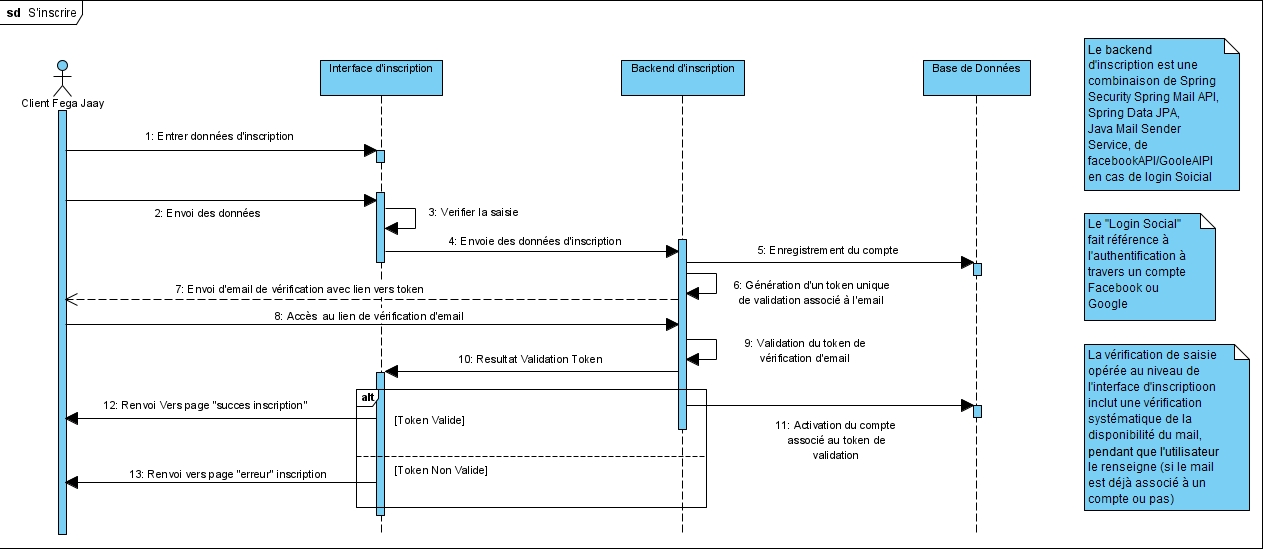 sd S'inscrire
Client Fega Jaay
Interface d'inscription
Backend d'inscription
Base de Données
1: Entrer données d'inscription
2: Envoi des données
3: Verifier la saisie
4: Envoie des données d'inscription
5: Enregistrement du compte
6: Génération d'un token unique
de validation associé à l'email
7: Envoi d'email de vérification avec lien vers token
8: Accès au lien de vérification d'email
9: Validation du token de
vérification d'email
10: Resultat Validation Token
alt
12: Renvoi Vers page "succes inscription"
[Token Valide]
11: Activation du compte
associé au token de
validation
[Token Non Valide]
13: Renvoi vers page "erreur" inscription
Le backend
d'inscription est une
combinaison de Spring
Security Spring Mail API,
Spring Data JPA,
Java Mail Sender
Service, de
facebookAPI/GooleAIPI
en cas de login Soicial
Le "Login Social"
fait référence à
l'authentification à
travers un compte
Facebook ou
Google
La vérification de saisie
opérée au niveau de
l'interface d'inscriptioon
inclut une vérification
systématique de la
disponibilité du mail,
pendant que l'utilisateur
le renseigne (si le mail
est déjà associé à un
compte ou pas)